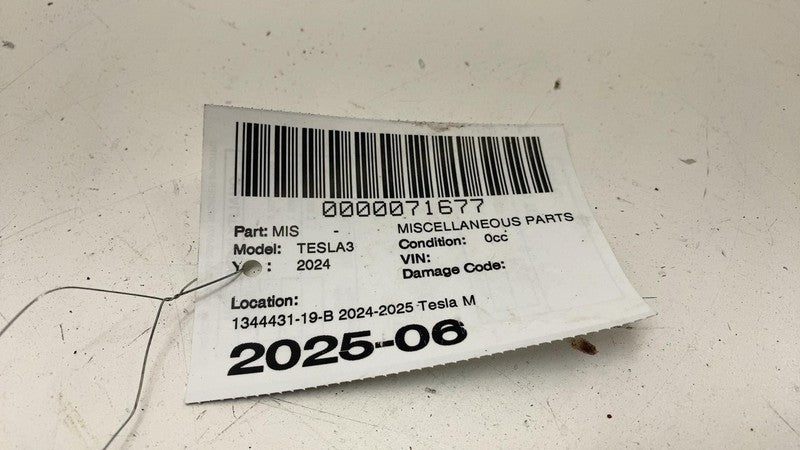 0000071677
Part: MIS - MISCELLANEOUS PARTS
Model: TESLA3 Condition: 0cc
Y : 2024 VIN:
Damage Code:
Location:
1344431-19-B 2024-2025 Tesla M
2025-06